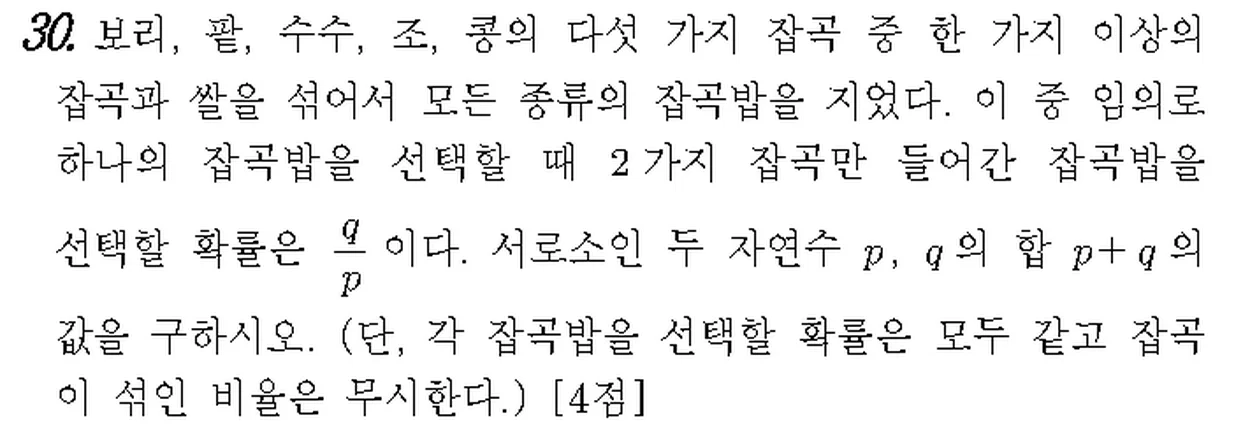 30. 보리, 팥, 수수, 조, 콩의 다섯 가지 잡곡 중 한 가지 이상의
잡곡과 쌀을 섞어서 모든 종류의 잡곡밥을 지었다. 이 중 임의로
하나의 잡곡밥을 선택할 때 2가지 잡곡만 들어간 잡곡밥을
선택할 확률은 q/p 이다. 서로소인 두 자연수 p, q의 합 p+q의
값을 구하시오. (단, 각 잡곡밥을 선택할 확률은 모두 같고 잡곡
이 섞인 비율은 무시한다.) [4점]